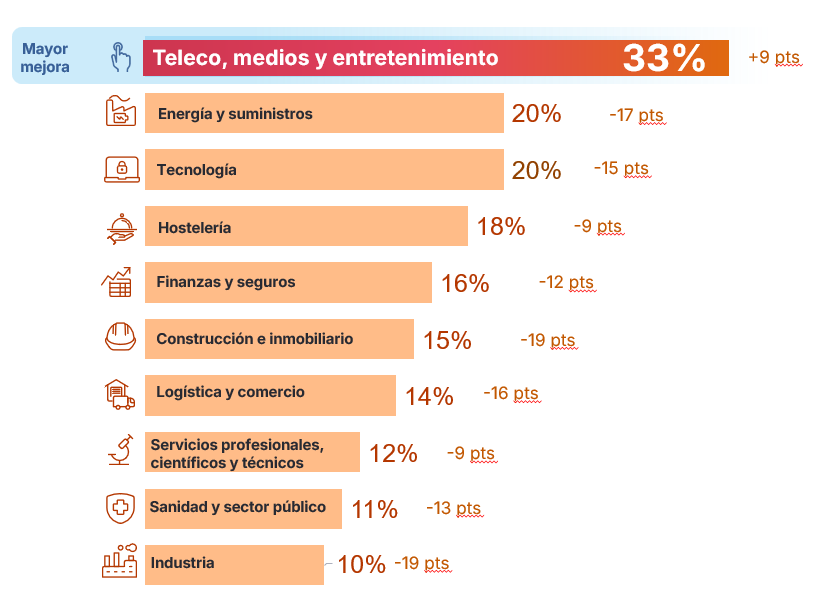 Mayor
mejora
Teleco, medios y entretenimiento 33% +9 pts
Energía y suministros 20% -17 pts
Tecnología 20% -15 pts
Hostelería 18% -9 pts
Finanzas y seguros 16% -12 pts
Construcción e inmobiliario 15% -19 pts
Logística y comercio 14% -16 pts
Servicios profesionales,
científicos y técnicos 12% -9 pts
Sanidad y sector público 11% -13 pts
Industria 10% -19 pts